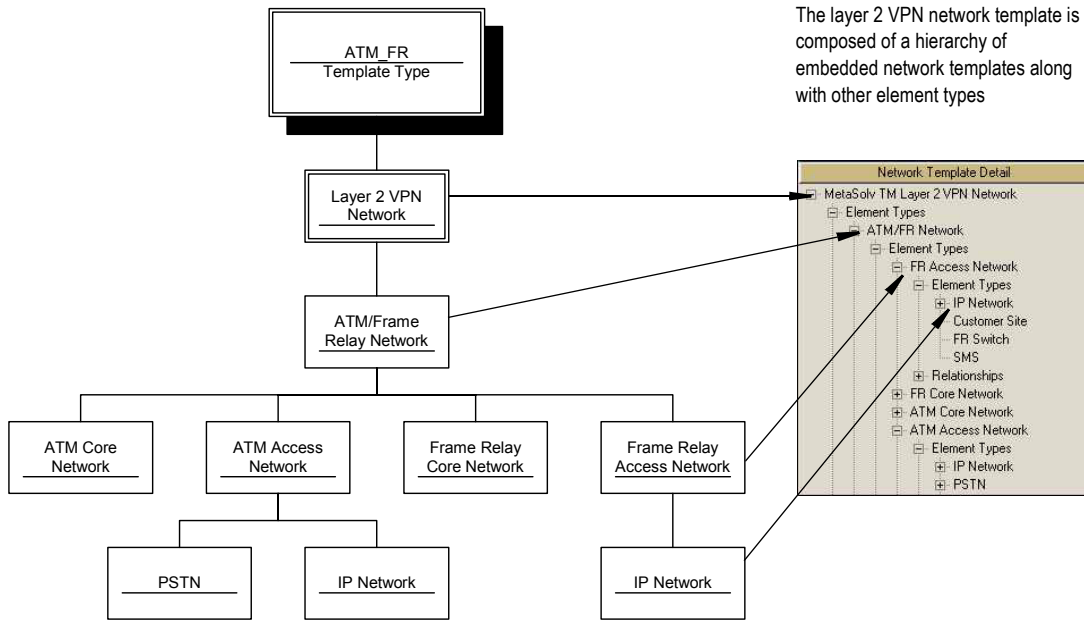 The layer 2 VPN network template is
composed of a hierarchy of
embedded network templates along
with other element types
ATM_FR
Template Type
Layer 2 VPN
Network
ATM/Frame
Relay Network
ATM Core
Network
ATM Access
Network
Frame Relay
Core Network
Frame Relay
Access Network
PSTN
IP Network
IP Network
Network Template Detail
MetaSolv TM Layer 2 VPN Network
Element Types
ATM/FR Network
Element Types
FR Access Network
Element Types
IP Network
Customer Site
FR Switch
SMS
Relationships
FR Core Network
ATM Core Network
ATM Access Network
Element Types
IP Network
PSTN